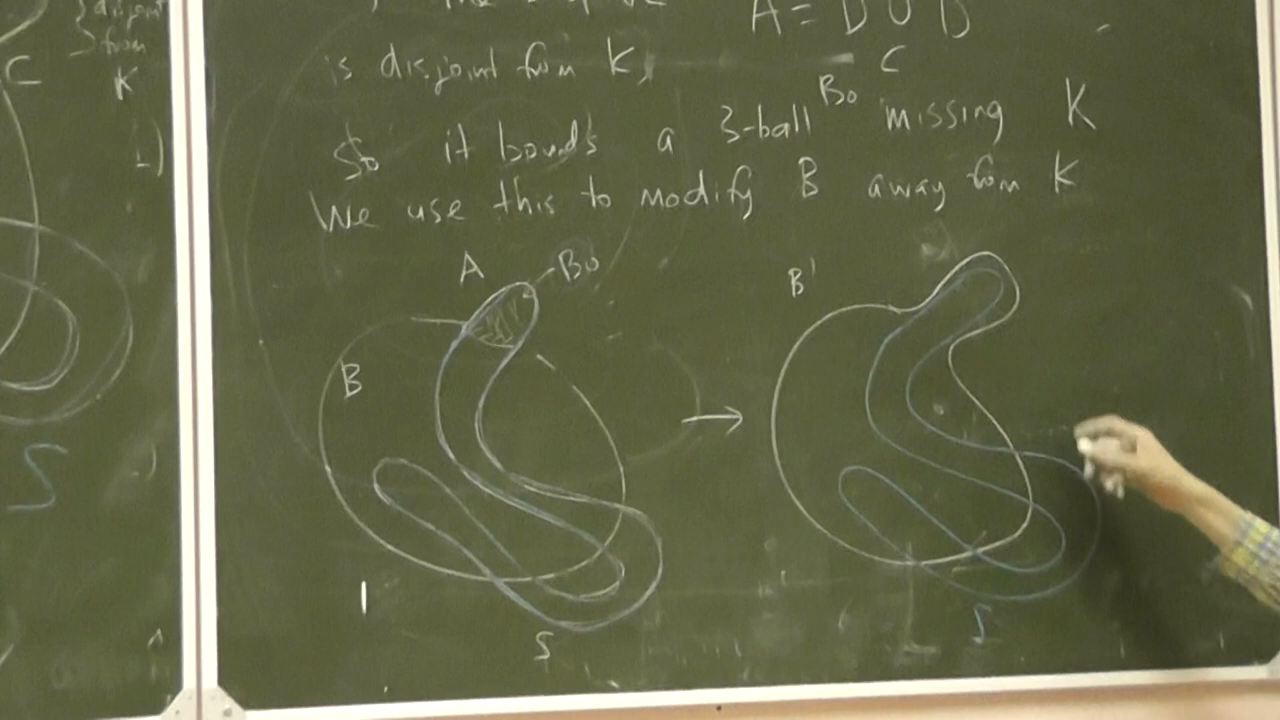 disjoint
from
K
C
S
A = D ∪ D
C
is disjoint from K,
So it bounds a 3-ball B0 missing K
We use this to modify B away from K
A
B0
B
S
B'
S